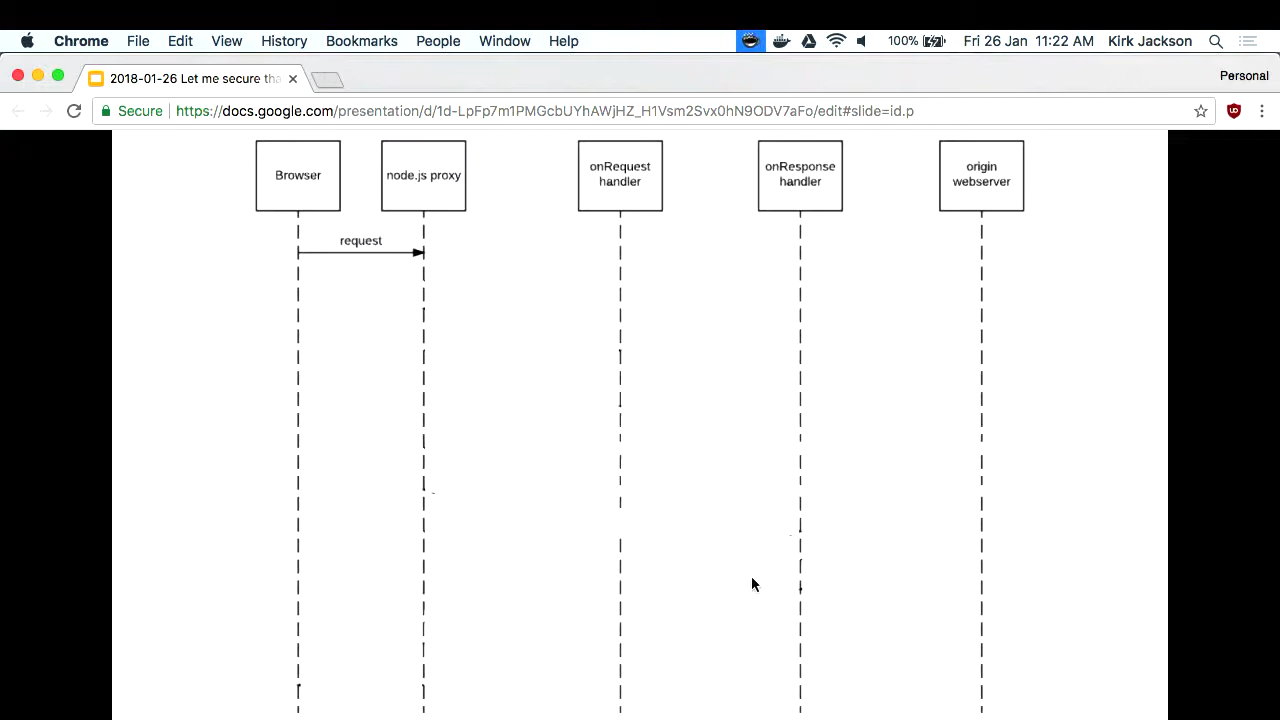 Chrome File Edit View History Bookmarks People Window Help 100% Fri 26 Jan 11:22 AM Kirk Jackson
2018-01-26 Let me secure tha
Personal
Secure https://docs.google.com/presentation/d/1d-LpFp7m1PMGcbUYhAWjHZ_H1Vsm2Svx0hN9ODV7aFo/edit#slide=id.p
Browser
node.js proxy
onRequest
handler
onResponse
handler
origin
webserver
request